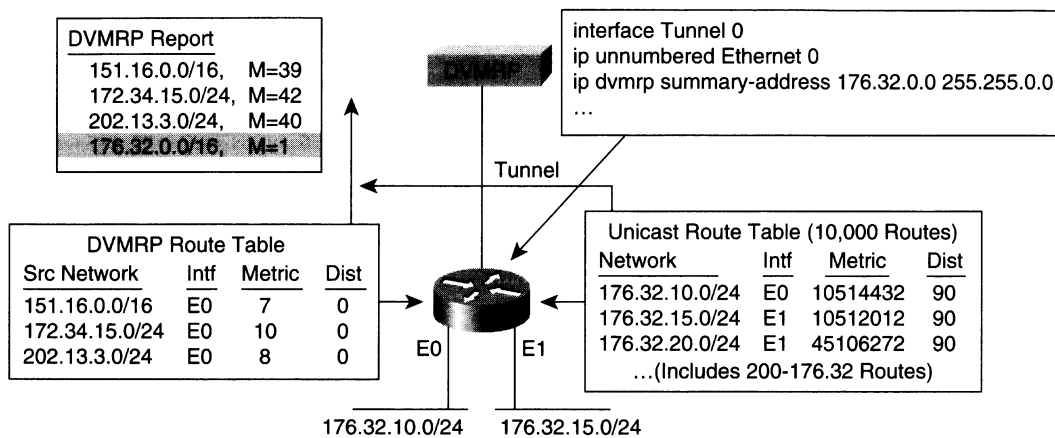 DVMRP Report
151.16.0.0/16, M=39
172.34.15.0/24, M=42
202.13.3.0/24, M=40
176.32.0.0/16, M=1
DVMRP
interface Tunnel 0
ip unnumbered Ethernet 0
ip dvmrp summary-address 176.32.0.0 255.255.0.0
...
Tunnel
DVMRP Route Table
Src Network Intf Metric Dist
151.16.0.0/16 E0 7 0
172.34.15.0/24 E0 10 0
202.13.3.0/24 E0 8 0
Unicast Route Table (10,000 Routes)
Network Intf Metric Dist
176.32.10.0/24 E0 10514432 90
176.32.15.0/24 E1 10512012 90
176.32.20.0/24 E1 45106272 90
...(Includes 200-176.32 Routes)
E0 E1
176.32.10.0/24 176.32.15.0/24